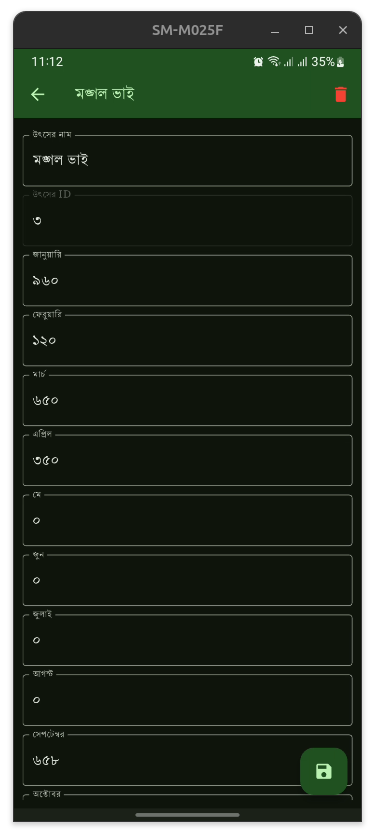 SM-M025F
11:12
35%
মঙ্গল ভাই
উৎসের নাম
মঙ্গল ভাই
উৎসের ID
৩
জানুয়ারি
৯৬০
ফেব্রুয়ারি
১২০
মার্চ
৬৫০
এপ্রিল
৩৫০
মে
০
জুন
০
জুলাই
০
আগস্ট
০
সেপ্টেম্বর
৬৫৮
অক্টোবর